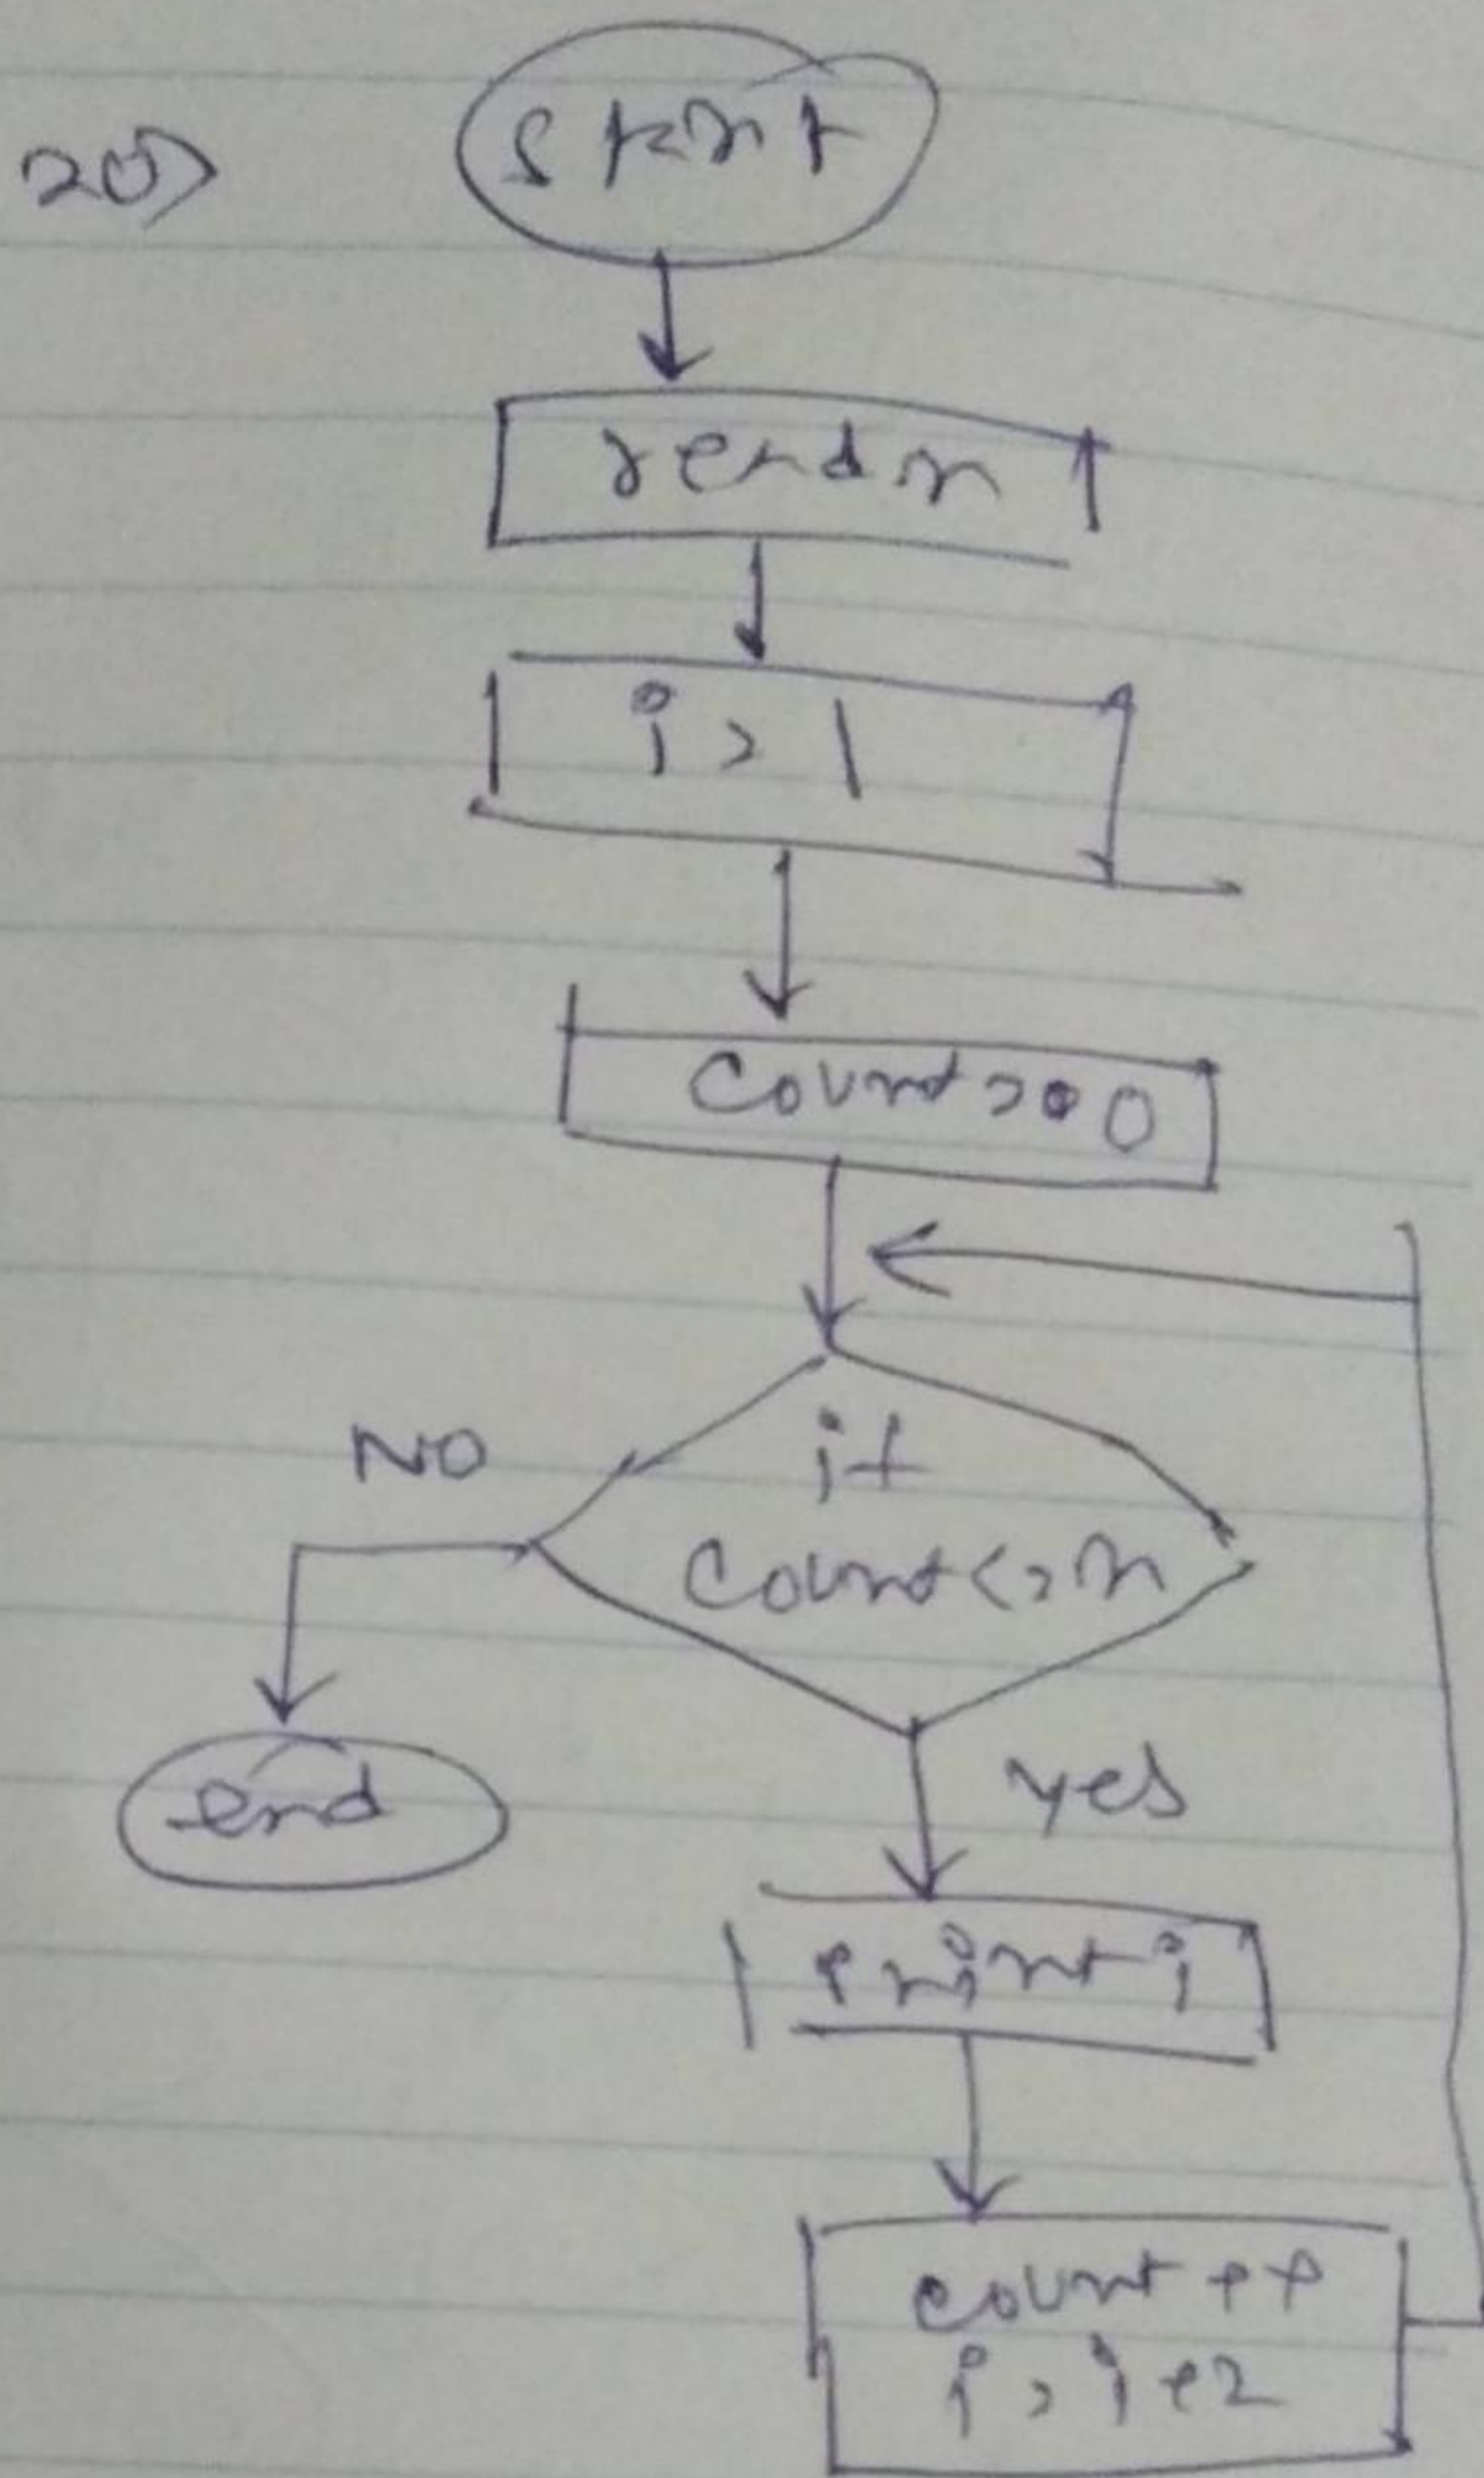 20)
start
read n
i = 1
count = 0
if
count <= n
NO
yes
end
print i
count ++
i = i + 2